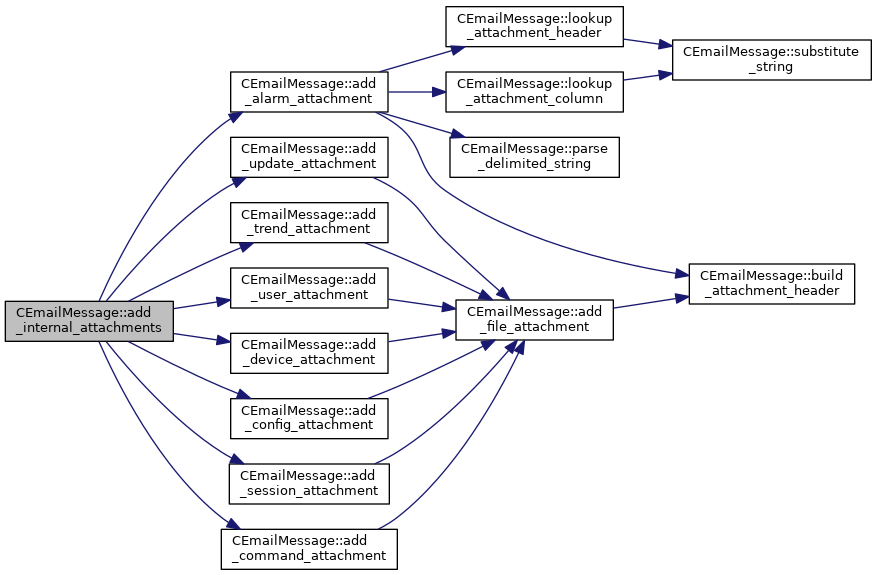 CEmailMessage::add
_internal_attachments
CEmailMessage::add
_alarm_attachment
CEmailMessage::add
_update_attachment
CEmailMessage::add
_trend_attachment
CEmailMessage::add
_user_attachment
CEmailMessage::add
_device_attachment
CEmailMessage::add
_config_attachment
CEmailMessage::add
_session_attachment
CEmailMessage::add
_command_attachment
CEmailMessage::lookup
_attachment_header
CEmailMessage::lookup
_attachment_column
CEmailMessage::parse
_delimited_string
CEmailMessage::add
_file_attachment
CEmailMessage::substitute
_string
CEmailMessage::build
_attachment_header